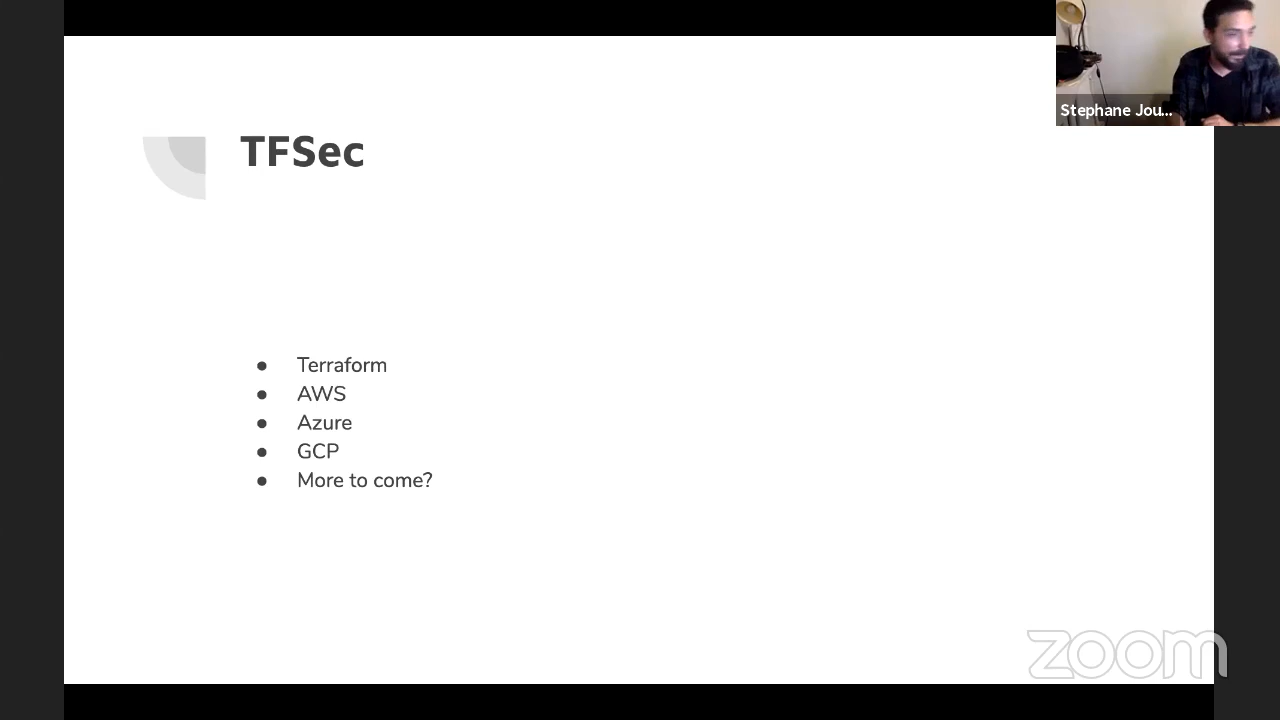 Stephane Jou...
TFSec
● Terraform
● AWS
● Azure
● GCP
● More to come?
zoom